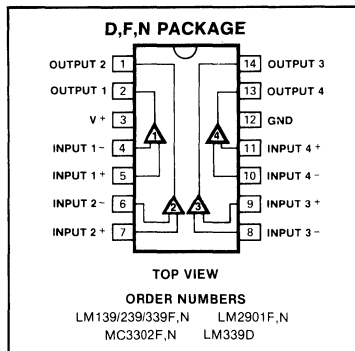 D,F,N PACKAGE
OUTPUT 2 1 14 OUTPUT 3
OUTPUT 1 2 13 OUTPUT 4
V+ 3 12 GND
INPUT 1− 4 1 4 11 INPUT 4+
INPUT 1+ 5 10 INPUT 4−
INPUT 2− 6 2 3 9 INPUT 3+
INPUT 2+ 7 8 INPUT 3−
TOP VIEW
ORDER NUMBERS
LM139/239/339F,N LM2901F,N
MC3302F,N LM339D